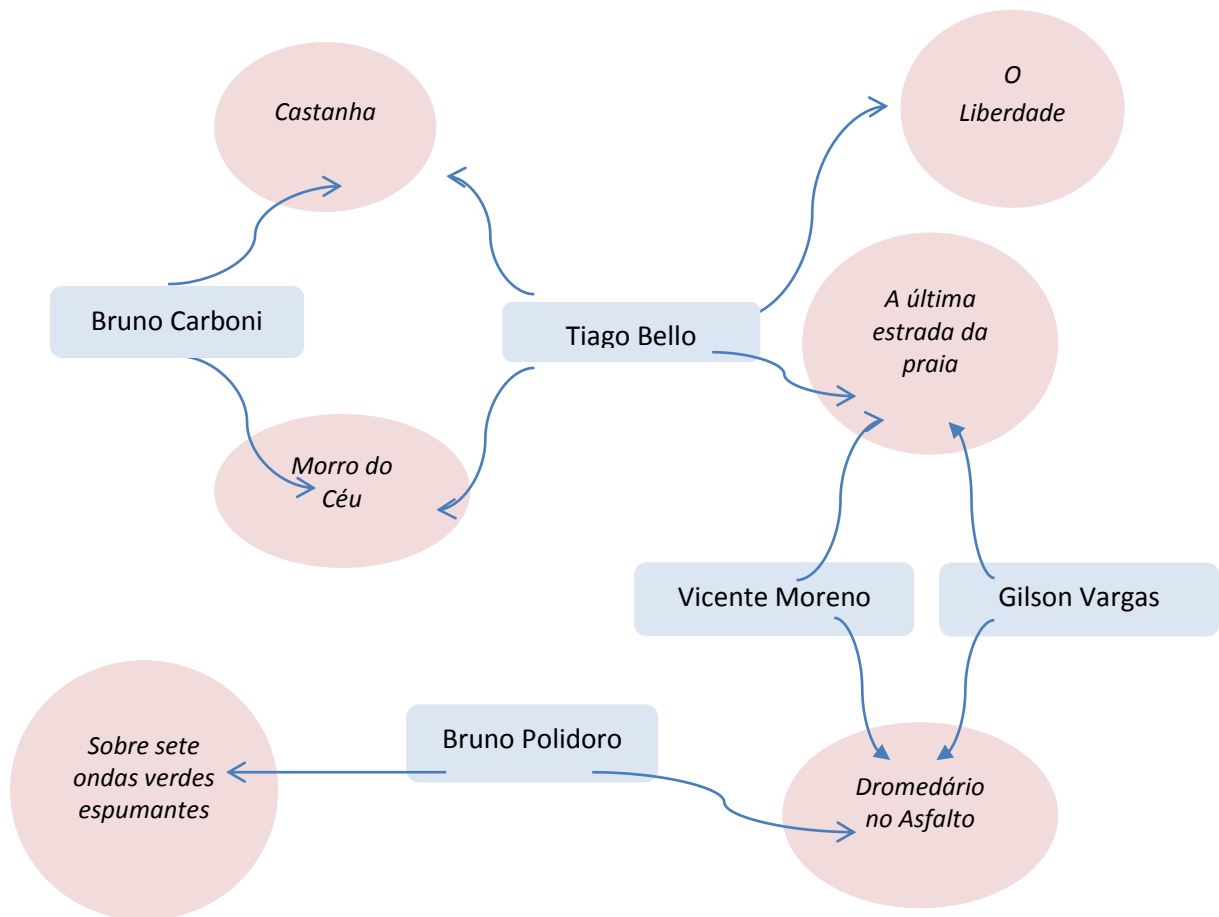 Castanha
O
Liberdade
Bruno Carboni
Tiago Bello
A última
estrada da
praia
Morro do
Céu
Vicente Moreno
Gilson Vargas
Sobre sete
ondas verdes
espumantes
Bruno Polidoro
Dromedário
no Asfalto